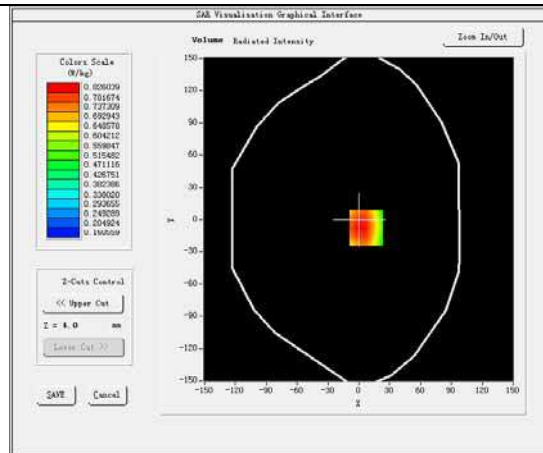 SAR Visualisation Graphical Interface
Volume Radiated Intensity
Zoom In/Out
Colors Scale
(W/kg)
0.826039
0.781674
0.737309
0.692943
0.648578
0.604212
0.559847
0.515482
0.471116
0.426751
0.382386
0.338020
0.293655
0.249289
0.204924
0.160559
Z-Cuts Control
<< Upper Cut
Z = 4.0 mm
Lower Cut >>
SAVE Cancel
150
120
90
60
30
0
-30
-60
-90
-120
-150
Y
-150 -120 -90 -60 -30 0 30 60 90 120 150
X